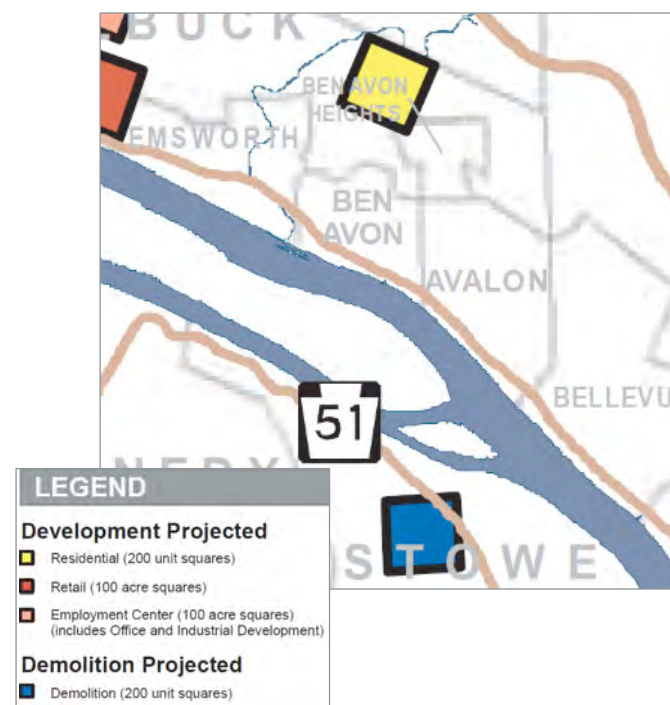 BUCK
BEN AVON
HEIGHTS
EMSWORTH
BEN
AVON
AVALON
BELLEVU
51
NEDY
STOWE
LEGEND
Development Projected
Residential (200 unit squares)
Retail (100 acre squares)
Employment Center (100 acre squares)
(includes Office and Industrial Development)
Demolition Projected
Demolition (200 unit squares)